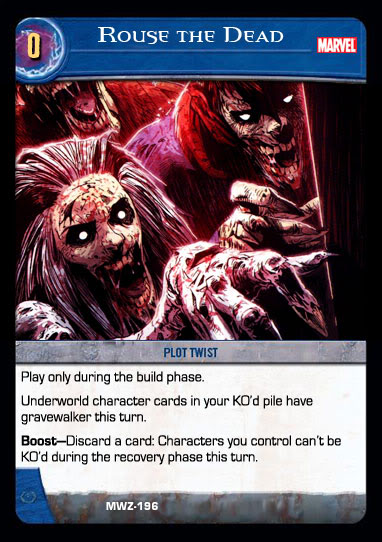 0
Rouse the Dead
MARVEL
PLOT TWIST
Play only during the build phase.
Underworld character cards in your KO'd pile have
gravewalker this turn.
Boost—Discard a card: Characters you control can't be
KO'd during the recovery phase this turn.
MWZ-196